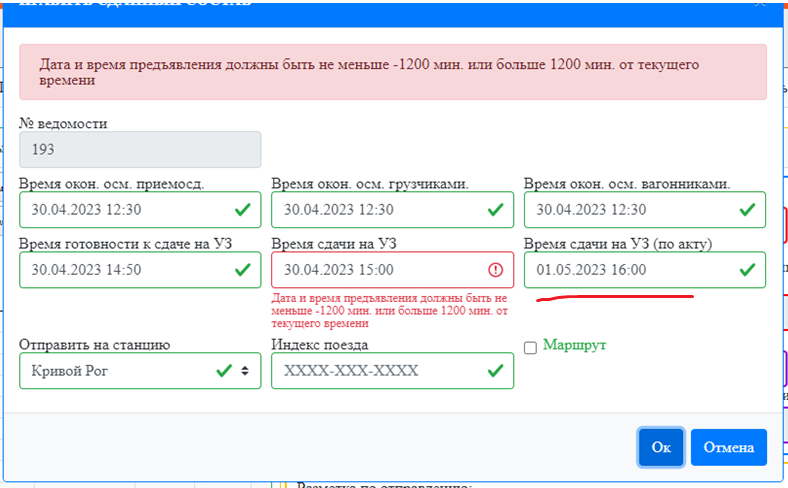 Дата и время предъявления должны быть не меньше -1200 мин. или больше 1200 мин. от текущего
времени
№ ведомости
193
Время окон. осм. приемосд.
Время окон. осм. грузчиками.
Время окон. осм. вагонниками.
30.04.2023 12:30
30.04.2023 12:30
30.04.2023 12:30
Время готовности к сдаче на УЗ
Время сдачи на УЗ
Время сдачи на УЗ (по акту)
30.04.2023 14:50
30.04.2023 15:00
01.05.2023 16:00
Дата и время предъявления должны быть не
меньше -1200 мин. или больше 1200 мин. от
текущего времени
Отправить на станцию
Индекс поезда
Маршрут
Кривой Рог
XXXX-XXX-XXXX
Ок
Отмена